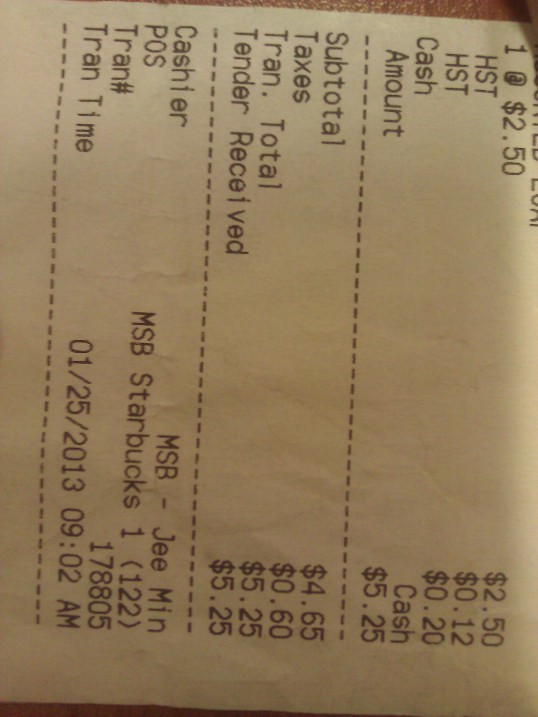 1 @ $2.50 $2.50
HST $0.12
HST $0.20
Cash Cash
Amount $5.25
--------------------------------
Subtotal $4.65
Taxes $0.60
Tran. Total $5.25
Tender Received $5.25
--------------------------------
Cashier MSB - Jee Min
POS MSB Starbucks 1 (122)
Tran# 178805
Tran Time 01/25/2013 09:02 AM
--------------------------------